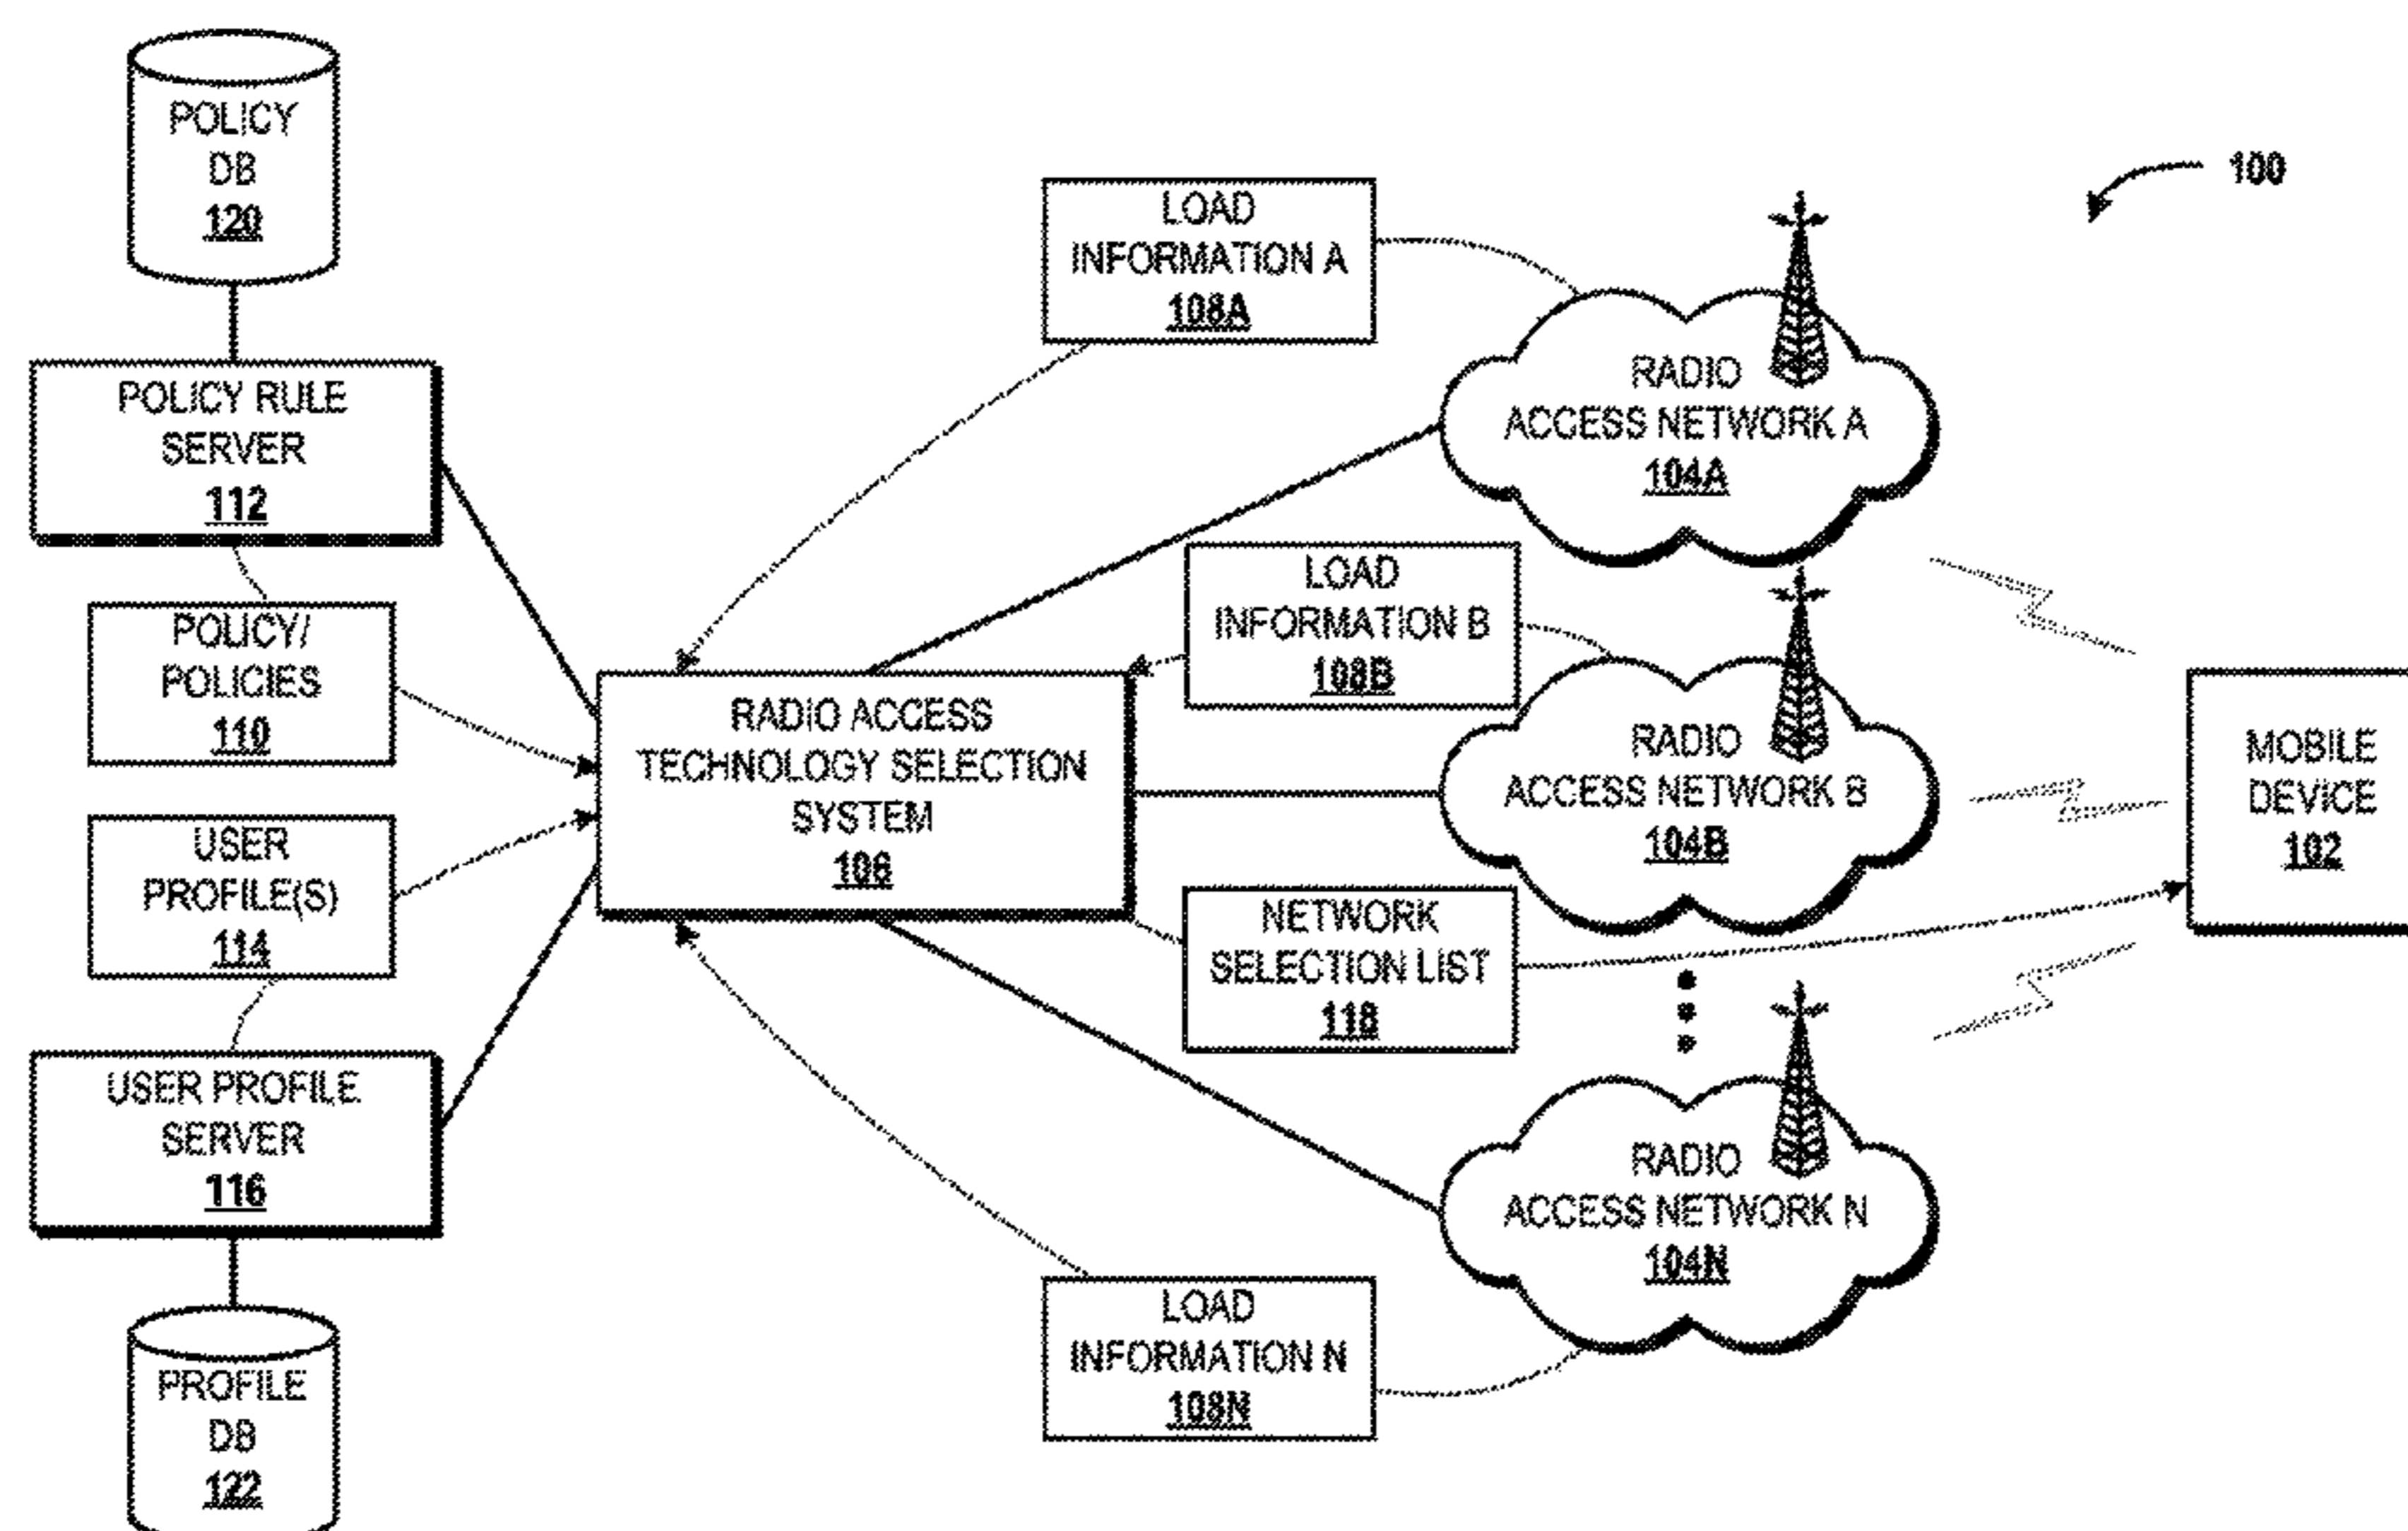 POLICY
DB
120
POLICY RULE
SERVER
112
POLICY/
POLICIES
110
USER
PROFILE(S)
114
USER PROFILE
SERVER
116
PROFILE
DB
122
RADIO ACCESS
TECHNOLOGY SELECTION
SYSTEM
106
LOAD
INFORMATION A
108A
LOAD
INFORMATION B
108B
NETWORK
SELECTION LIST
118
LOAD
INFORMATION N
108N
RADIO
ACCESS NETWORK A
104A
RADIO
ACCESS NETWORK B
104B
RADIO
ACCESS NETWORK N
104N
100
MOBILE
DEVICE
102